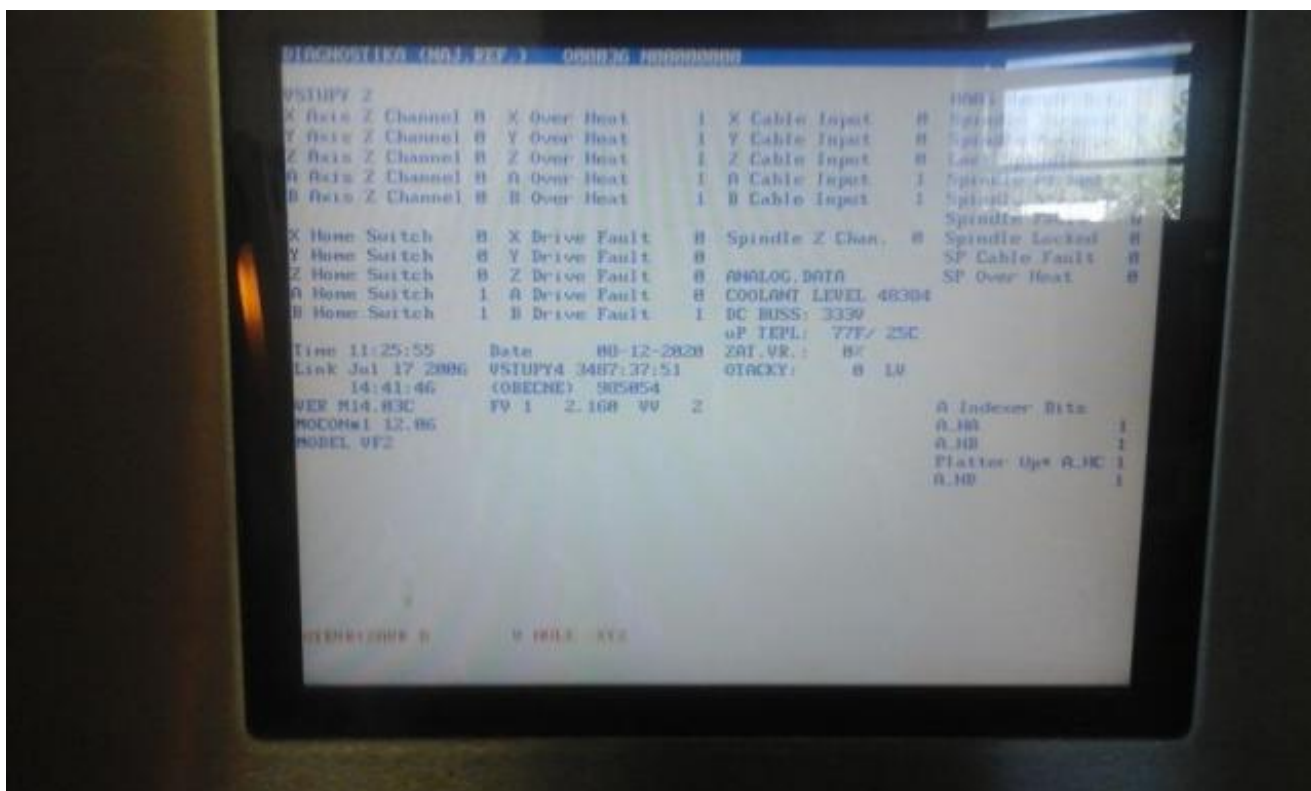 DIAGNOSTIKA (NAJ.REF.) O00036 N00000000
VSTUPY 2
X Axis Z Channel 0 X Over Heat 1 X Cable Input 0
Y Axis Z Channel 0 Y Over Heat 1 Y Cable Input 0
Z Axis Z Channel 0 Z Over Heat 1 Z Cable Input 0
A Axis Z Channel 0 A Over Heat 1 A Cable Input 1
B Axis Z Channel 0 B Over Heat 1 B Cable Input 1
Spindle
X Home Switch 0 X Drive Fault 0 Spindle Z Chan. 0 Spindle Locked 0
Y Home Switch 0 Y Drive Fault 0 SP Cable Fault 0
Z Home Switch 0 Z Drive Fault 0 ANALOG.DATA SP Over Heat 0
A Home Switch 1 A Drive Fault 0 COOLANT LEVEL 48304
B Home Switch 1 B Drive Fault 1 DC BUSS: 333V
uP TEPL: 77F/ 25C
Time 11:25:55 Date 08-12-2020 ZAT.VR.: 0%
Link Jul 17 2006 VSTUPY4 3487:37:51 OTACKY: 0 LV
14:41:46 (OBECNE) 985054
VER M14.03C FV 1 2.160 VV 2 A Indexer Bits
MOCON#1 12.06 A.HA 1
MODEL VF2 A.HB 1
Platter Up* A.HC 1
A.HD 1
XYZ